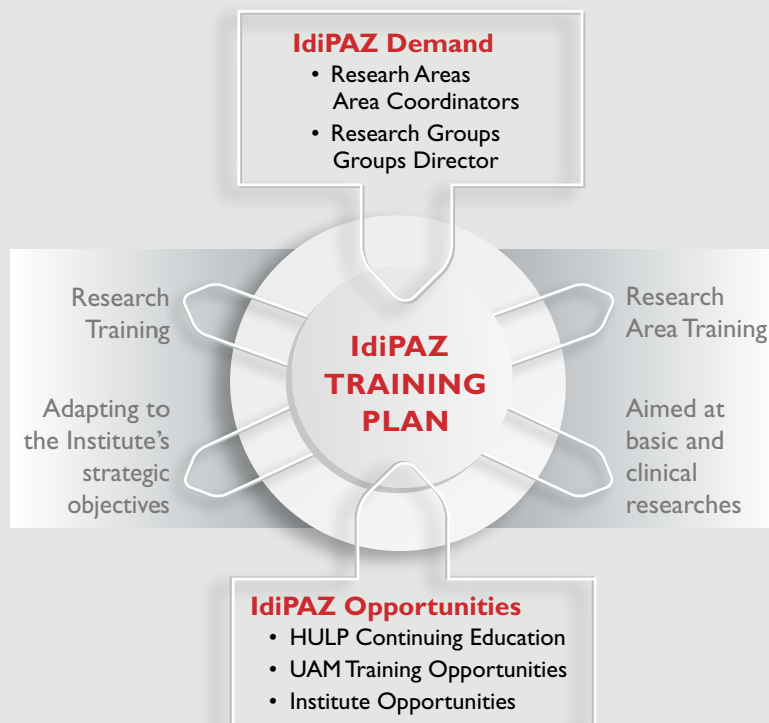 IdiPAZ Demand
• Researh Areas
Area Coordinators
• Research Groups
Groups Director
Research
Training
Adapting to
the Institute's
strategic
objectives
IdiPAZ
TRAINING
PLAN
Research
Area Training
Aimed at
basic and
clinical
researches
IdiPAZ Opportunities
• HULP Continuing Education
• UAM Training Opportunities
• Institute Opportunities